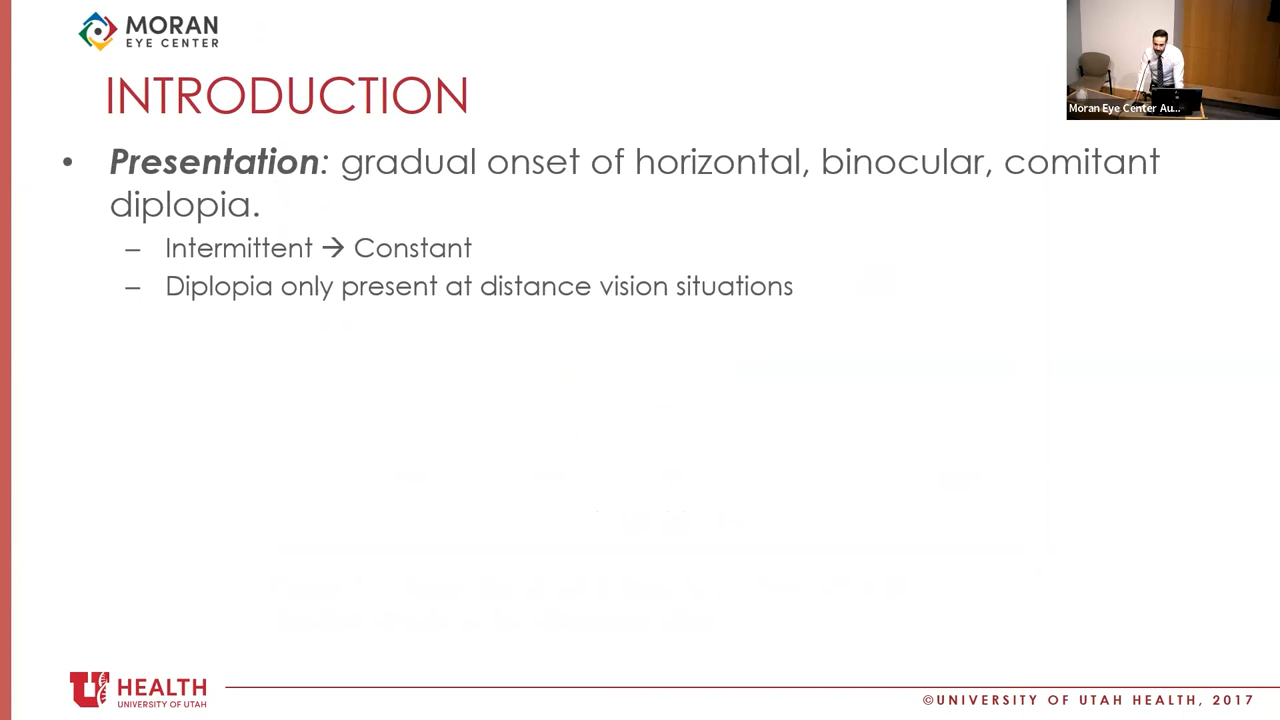 MORAN
EYE CENTER
Moran Eye Center Au...
INTRODUCTION
• Presentation: gradual onset of horizontal, binocular, comitant
diplopia.
– Intermittent → Constant
– Diplopia only present at distance vision situations
U HEALTH
UNIVERSITY OF UTAH
©UNIVERSITY OF UTAH HEALTH, 2017